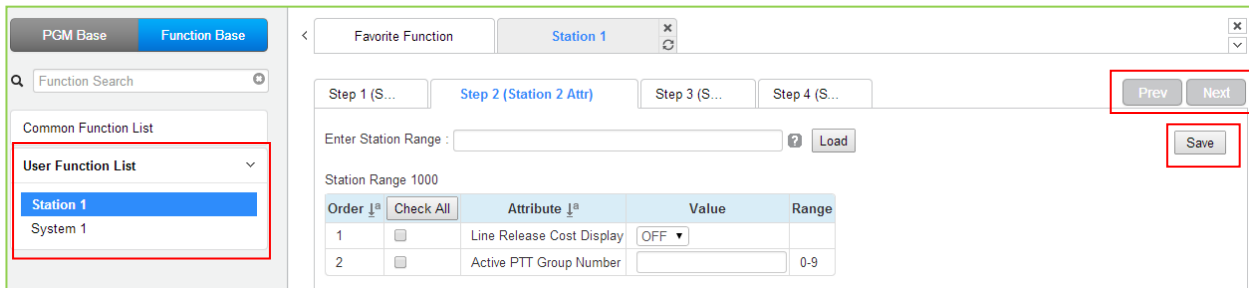 PGM Base Function Base
Favorite Function Station 1
Function Search
Step 1 (S... Step 2 (Station 2 Attr) Step 3 (S... Step 4 (S... Prev Next
Common Function List
Enter Station Range : ? Load Save
User Function List
Station Range 1000
Station 1
System 1
Order Check All Attribute Value Range
1 Line Release Cost Display OFF
2 Active PTT Group Number 0-9